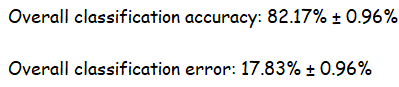 Overall classification accuracy: 82.17% ± 0.96%
Overall classification error: 17.83% ± 0.96%